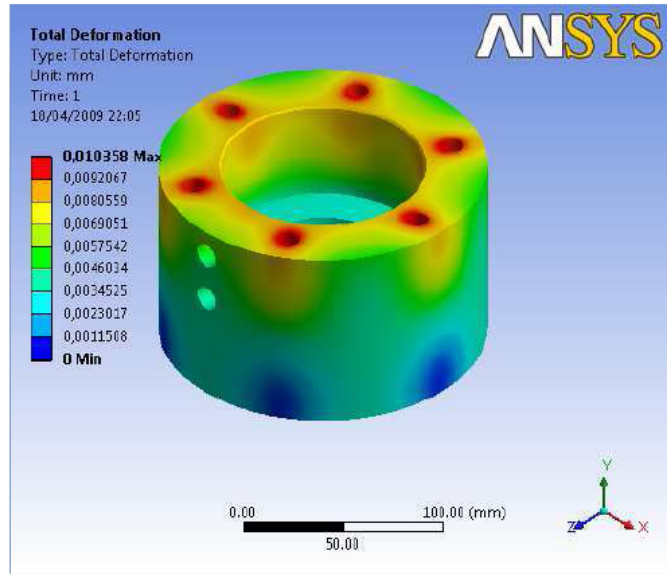 Total Deformation
Type: Total Deformation
Unit: mm
Time: 1
18/04/2009 22:05
ANSYS
0,010358 Max
0,0092067
0,0080559
0,0069051
0,0057542
0,0046034
0,0034525
0,0023017
0,0011508
0 Min
0.00 100.00 (mm)
50.00
Y
Z X